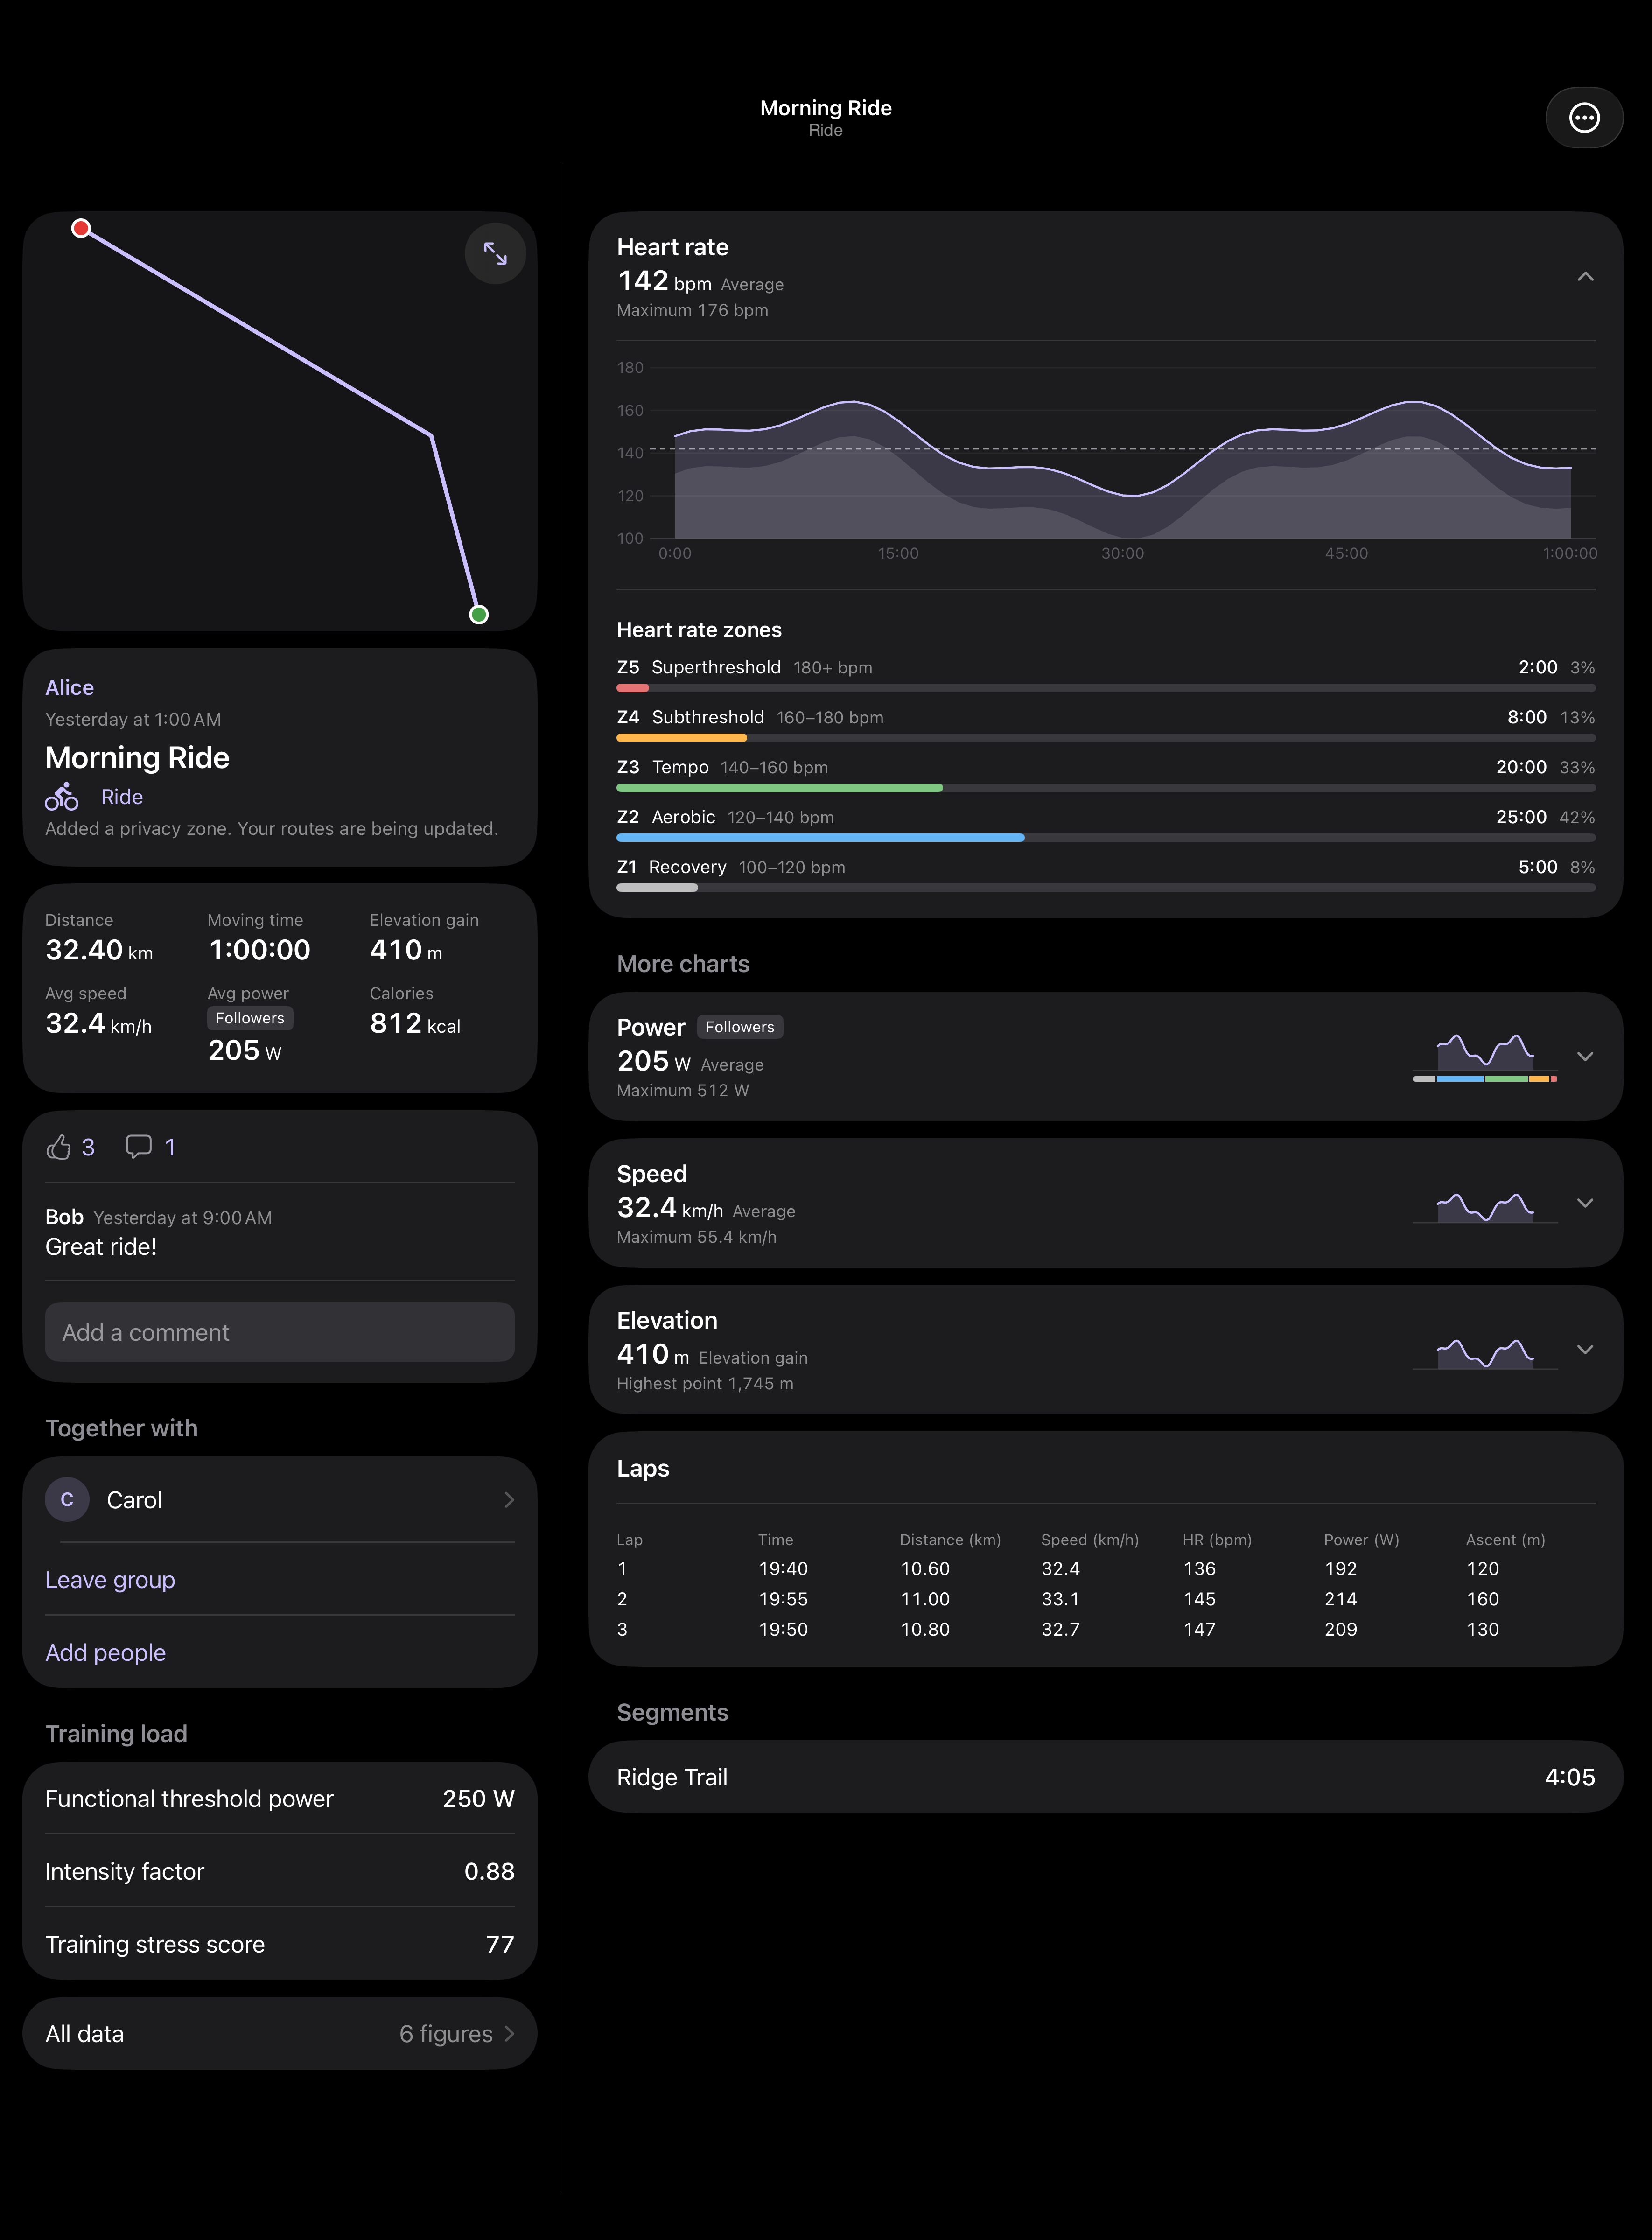 Morning Ride
Ride
Alice
Yesterday at 1:00 AM
Morning Ride
Ride
Added a privacy zone. Your routes are being updated.
Distance Moving time Elevation gain
32.40 km 1:00:00 410 m
Avg speed Avg power Calories
Followers
32.4 km/h 812 kcal
205 W
3 1
Bob Yesterday at 9:00 AM
Great ride!
Add a comment
Together with
C Carol
Leave group
Add people
Training load
Functional threshold power 250 W
Intensity factor 0.88
Training stress score 77
All data 6 figures
Heart rate
142 bpm Average
Maximum 176 bpm
180
160
140
120
100
0:00 15:00 30:00 45:00 1:00:00
Heart rate zones
Z5 Superthreshold 180+ bpm 2:00 3%
Z4 Subthreshold 160–180 bpm 8:00 13%
Z3 Tempo 140–160 bpm 20:00 33%
Z2 Aerobic 120–140 bpm 25:00 42%
Z1 Recovery 100–120 bpm 5:00 8%
More charts
Power Followers
205 W Average
Maximum 512 W
Speed
32.4 km/h Average
Maximum 55.4 km/h
Elevation
410 m Elevation gain
Highest point 1,745 m
Laps
Lap Time Distance (km) Speed (km/h) HR (bpm) Power (W) Ascent (m)
1 19:40 10.60 32.4 136 192 120
2 19:55 11.00 33.1 145 214 160
3 19:50 10.80 32.7 147 209 130
Segments
Ridge Trail 4:05